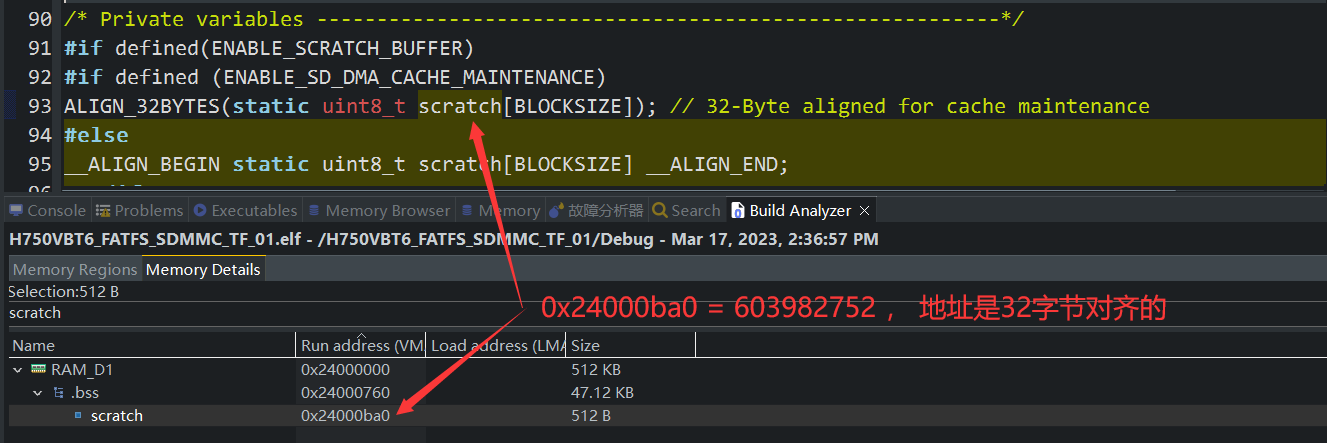 90 /* Private variables ---------------------------------------------------------*/
91 #if defined(ENABLE_SCRATCH_BUFFER)
92 #if defined (ENABLE_SD_DMA_CACHE_MAINTENANCE)
93 ALIGN_32BYTES(static uint8_t scratch[BLOCKSIZE]); // 32-Byte aligned for cache maintenance
94 #else
95 __ALIGN_BEGIN static uint8_t scratch[BLOCKSIZE] __ALIGN_END;
Console Problems Executables Memory Browser Memory 故障分析器 Search Build Analyzer
H750VBT6_FATFS_SDMMC_TF_01.elf - /H750VBT6_FATFS_SDMMC_TF_01/Debug - Mar 17, 2023, 2:36:57 PM
Memory Regions Memory Details
Selection:512 B
scratch
0x24000ba0 = 603982752 ， 地址是32字节对齐的
Name Run address (VM Load address (LMA Size
RAM_D1 0x24000000 512 KB
.bss 0x24000760 47.12 KB
scratch 0x24000ba0 512 B